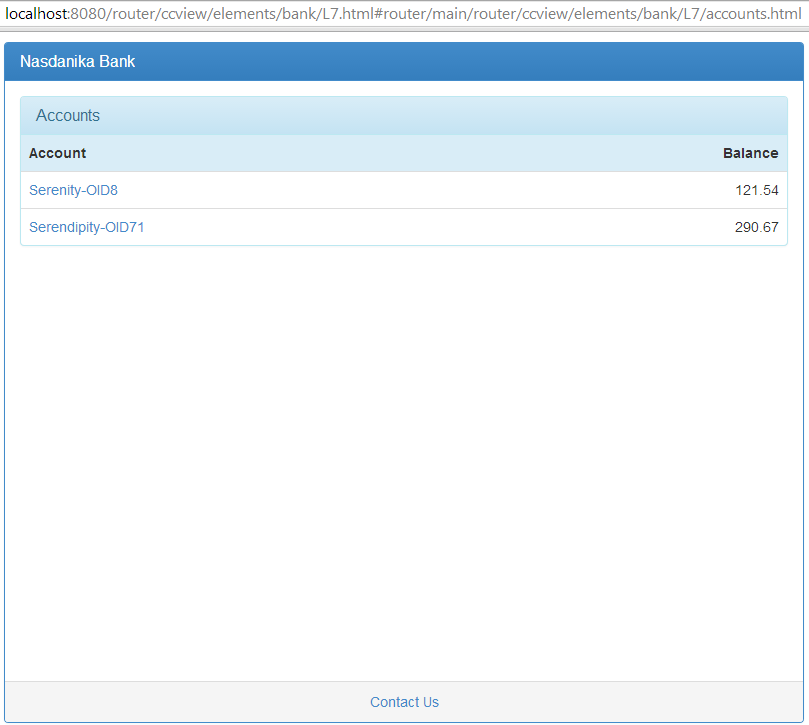 localhost:8080/router/ccview/elements/bank/L7.html#router/main/router/ccview/elements/bank/L7/accounts.html
Nasdanika Bank
Accounts
Account Balance
Serenity-OID8 121.54
Serendipity-OID71 290.67
Contact Us